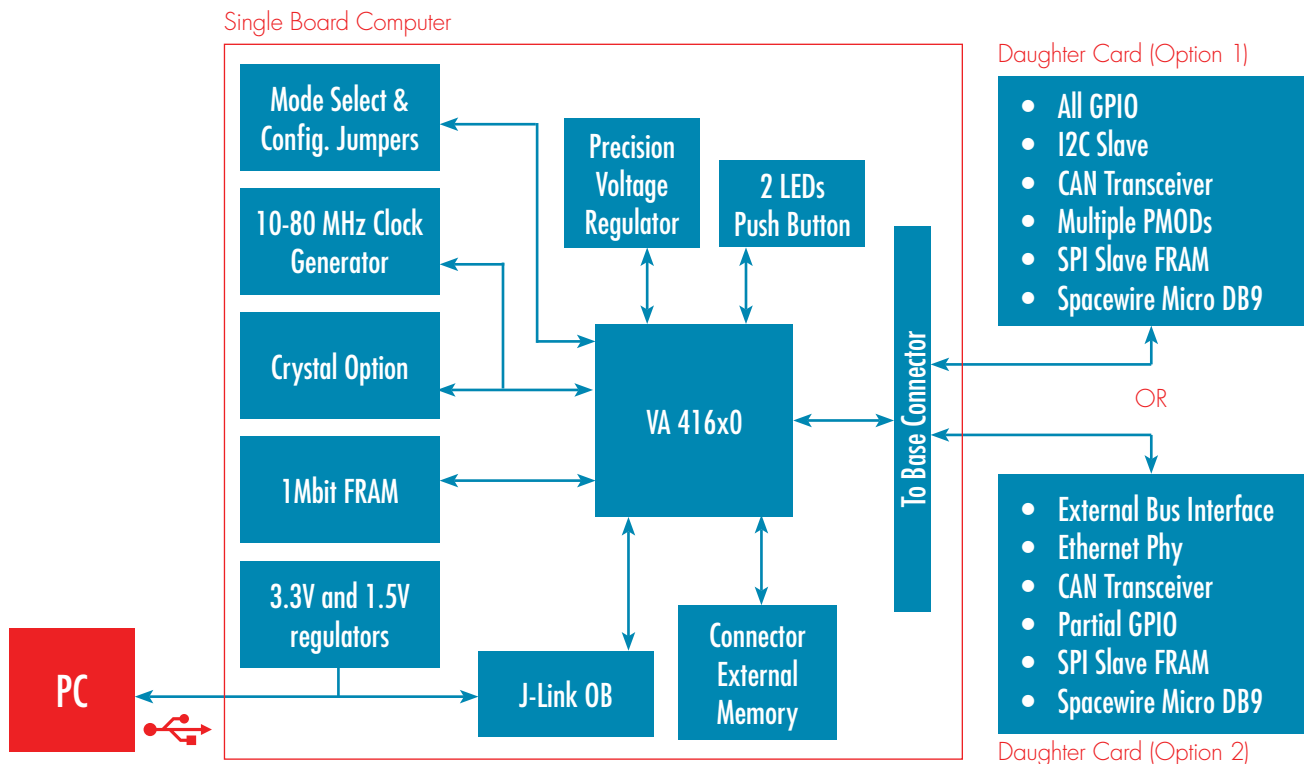 Single Board Computer
Mode Select &
Config. Jumpers
10-80 MHz Clock
Generator
Crystal Option
1Mbit FRAM
3.3V and 1.5V
regulators
PC
Precision
Voltage
Regulator
2 LEDs
Push Button
VA 416x0
J-Link OB
Connector
External
Memory
To Base Connector
Daughter Card (Option 1)
• All GPIO
• I2C Slave
• CAN Transceiver
• Multiple PMODs
• SPI Slave FRAM
• Spacewire Micro DB9
OR
• External Bus Interface
• Ethernet Phy
• CAN Transceiver
• Partial GPIO
• SPI Slave FRAM
• Spacewire Micro DB9
Daughter Card (Option 2)